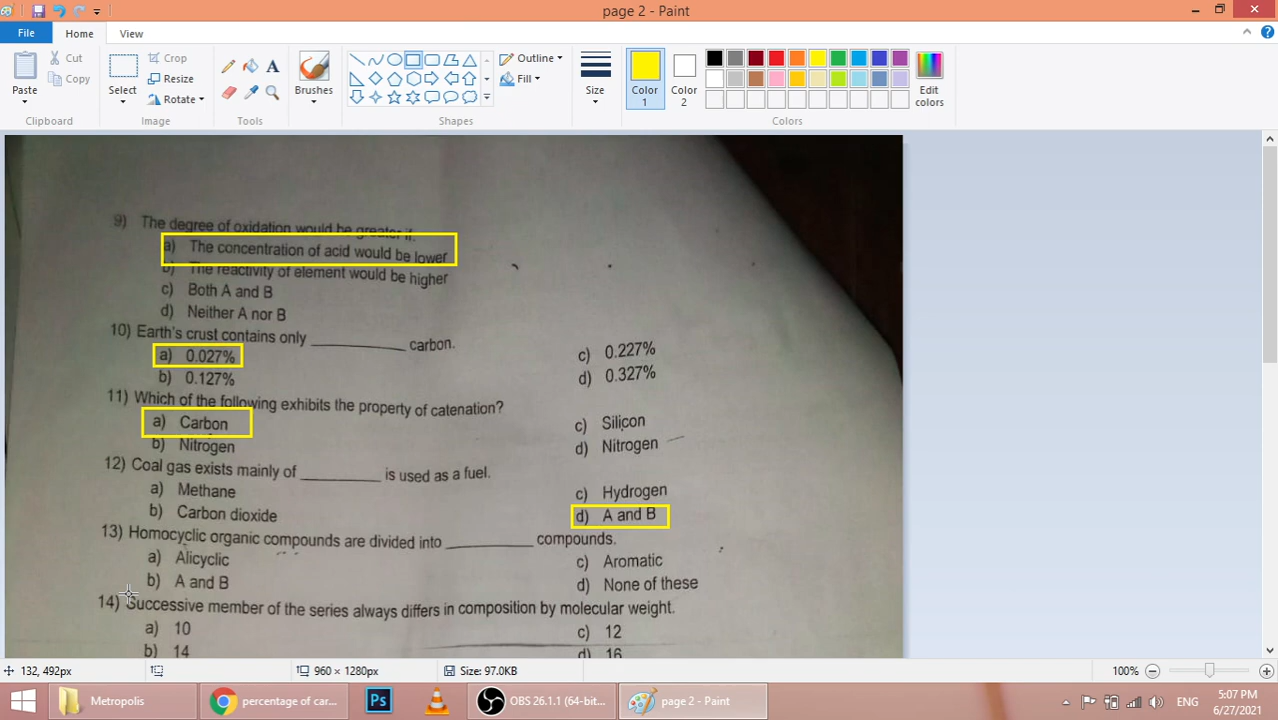 page 2 - Paint
File
Home
View
Paste
Cut
Copy
Clipboard
Select
Crop
Resize
Rotate
Image
Tools
Brushes
Shapes
Outline
Fill
Size
Color 1
Color 2
Edit colors
Colors
9) The degree of oxidation would be greater if.
a) The concentration of acid would be lower
b) The reactivity of element would be higher
c) Both A and B
d) Neither A nor B
10) Earth's crust contains only __________ carbon.
a) 0.027% c) 0.227%
b) 0.127% d) 0.327%
11) Which of the following exhibits the property of catenation?
a) Carbon c) Silicon
b) Nitrogen d) Nitrogen
12) Coal gas exists mainly of __________ is used as a fuel.
a) Methane c) Hydrogen
b) Carbon dioxide d) A and B
13) Homocyclic organic compounds are divided into __________ compounds.
a) Alicyclic c) Aromatic
b) A and B d) None of these
14) Successive member of the series always differs in composition by molecular weight.
a) 10 c) 12
b) 14 d) 16
132, 492px
960 × 1280px
Size: 97.0KB
100%
Metropolis
percentage of car...
Ps
OBS 26.1.1 (64-bit...
page 2 - Paint
ENG
5:07 PM
6/27/2021